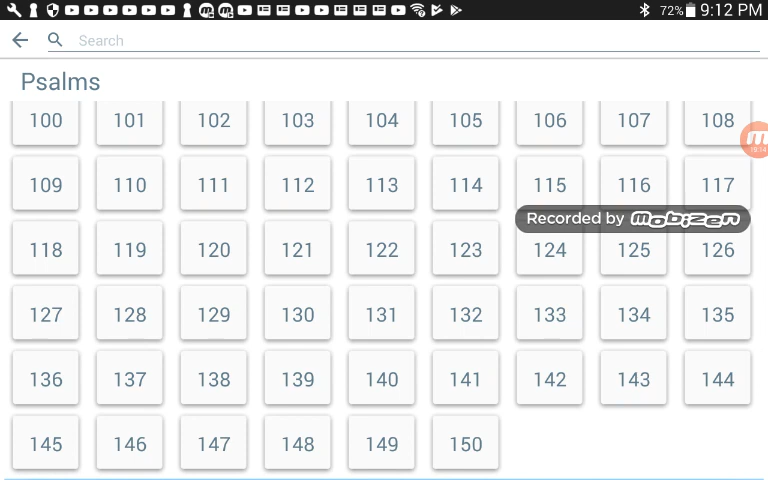 72% 9:12 PM
Search
Psalms
100 101 102 103 104 105 106 107 108
109 110 111 112 113 114 115 116 117
Recorded by mobizen
118 119 120 121 122 123 124 125 126
127 128 129 130 131 132 133 134 135
136 137 138 139 140 141 142 143 144
145 146 147 148 149 150